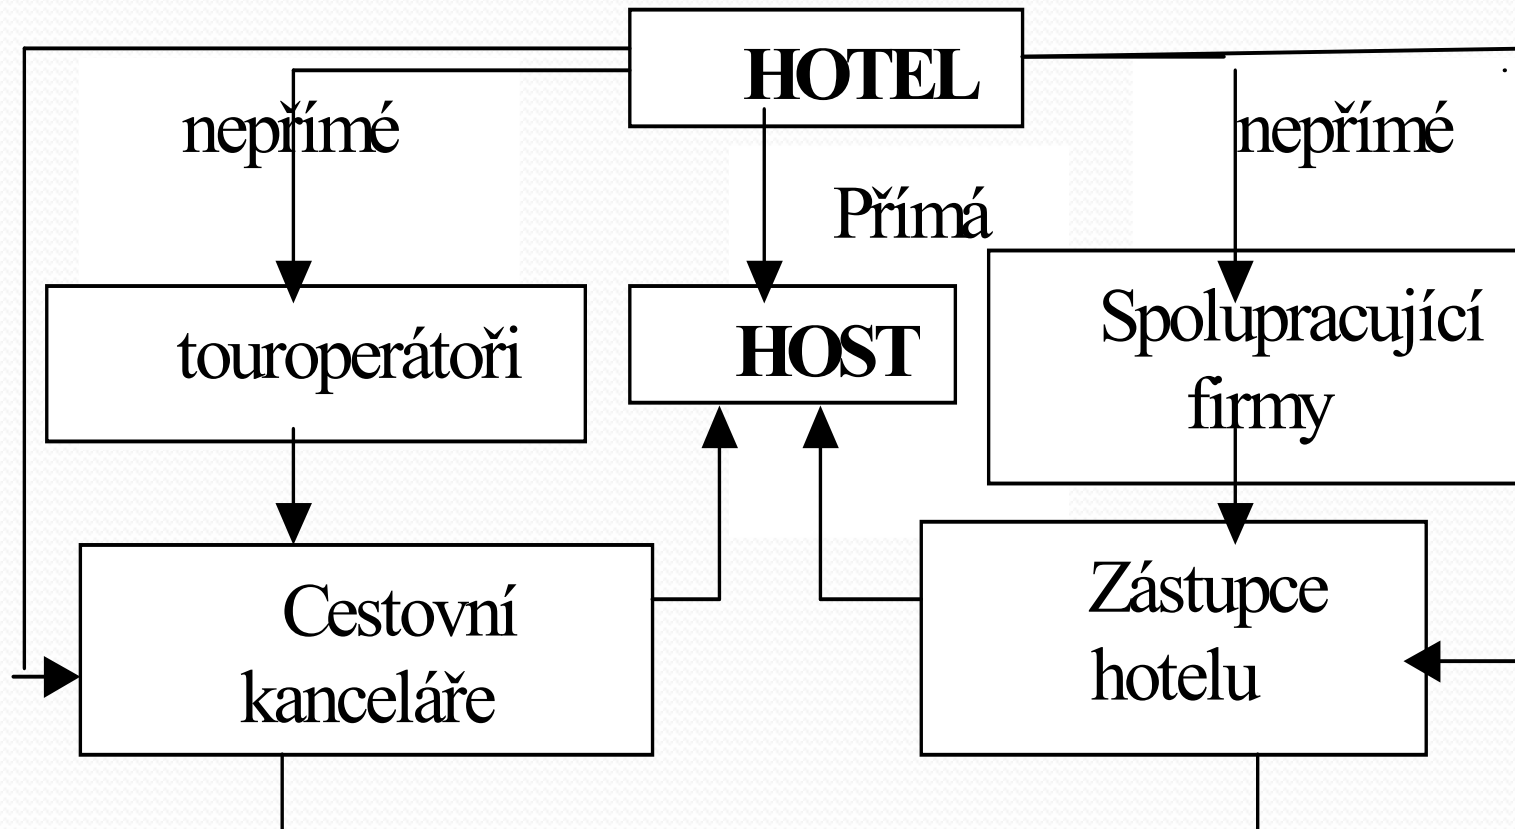 HOTEL
nepřímé
nepřímé
Přímá
touroperátoři
HOST
Spolupracující
firmy
Cestovní
kanceláře
Zástupce
hotelu